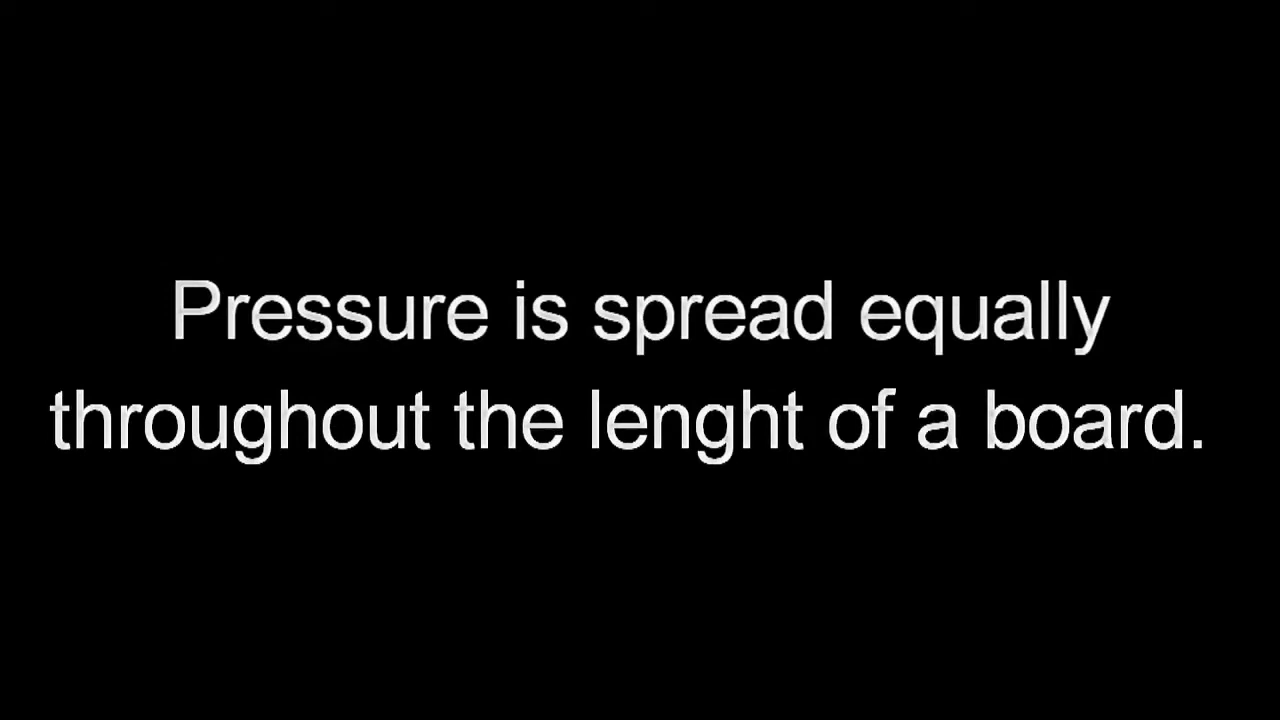 Pressure is spread equally
throughout the lenght of a board.